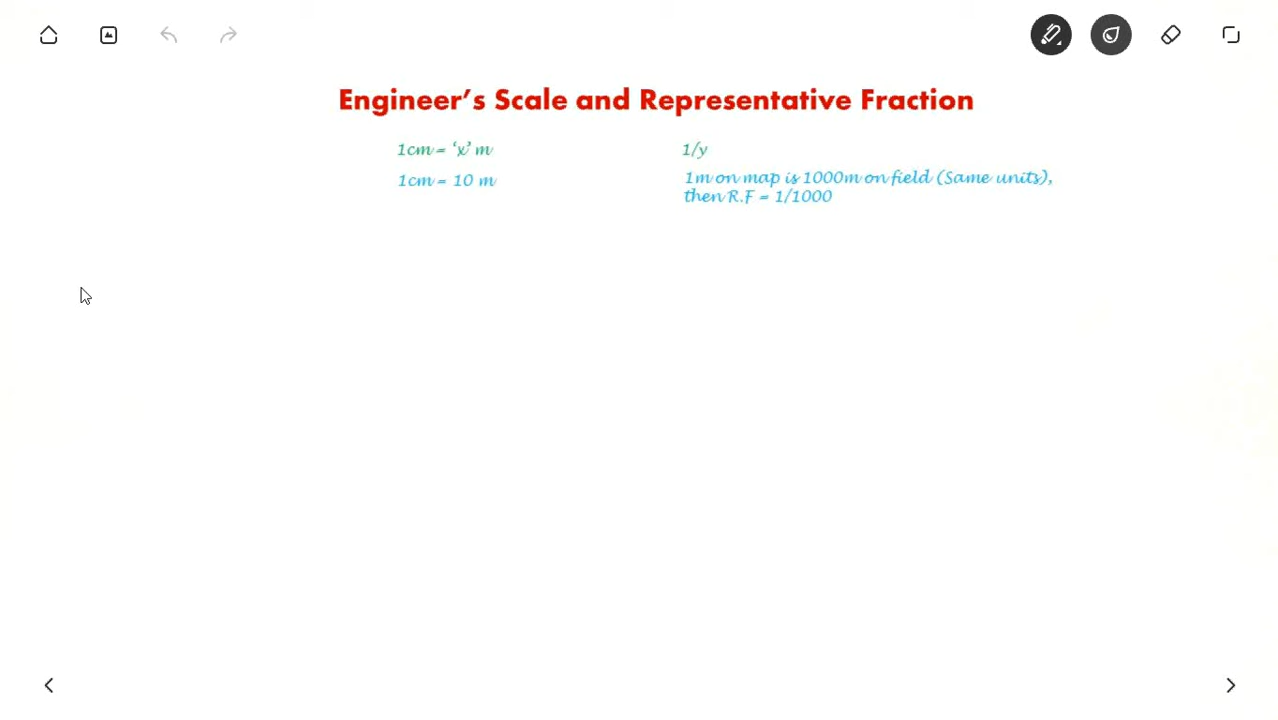 Engineer's Scale and Representative Fraction
1cm = 'x' m
1cm = 10 m
1/y
1m on map is 1000m on field (Same units),
then R.F = 1/1000